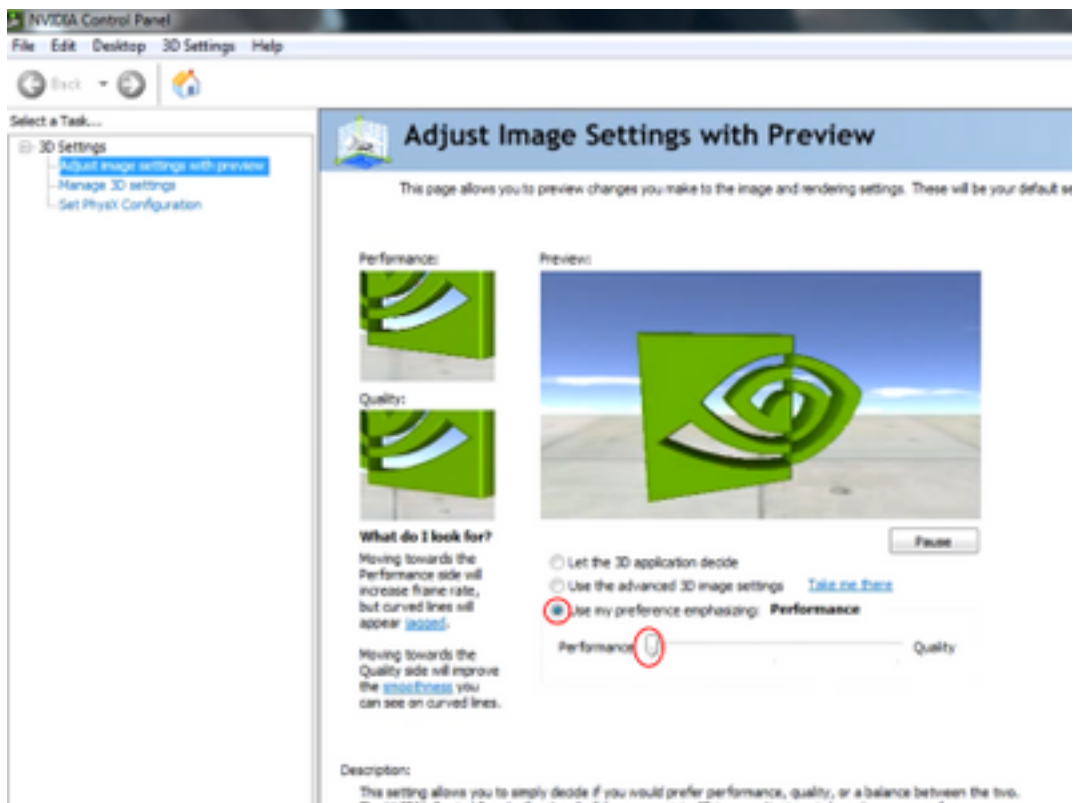 NVIDIA Control Panel
File Edit Desktop 3D Settings Help
Back
Select a Task...
3D Settings
Adjust image settings with preview
Manage 3D settings
Set PhysX Configuration
Adjust Image Settings with Preview
This page allows you to preview changes you make to the image and rendering settings. These will be your default se
Performance:
Preview:
Quality:
What do I look for?
Moving towards the
Performance side will
increase frame rate,
but curved lines will
appear jagged.
Moving towards the
Quality side will improve
the smoothness you
can see on curved lines.
Pause
Let the 3D application decide
Use the advanced 3D image settings Take me there
Use my preference emphasizing: Performance
Performance Quality
Description:
This setting allows you to simply decide if you would prefer performance, quality, or a balance between the two.